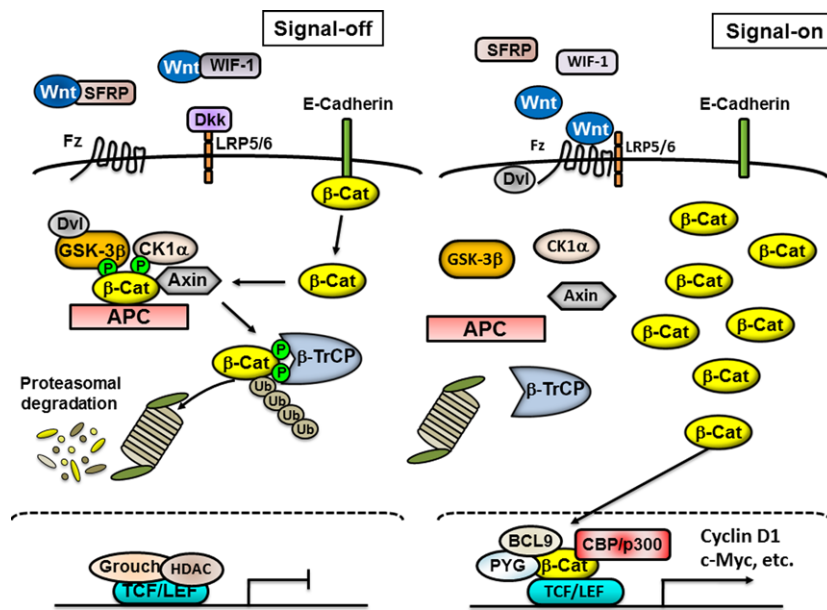 Signal-off
Wnt
WIF-1
Wnt
SFRP
Dkk
E-Cadherin
Fz
LRP5/6
β-Cat
Dvl
GSK-3β
CK1α
P
P
β-Cat
Axin
β-Cat
APC
β-Cat
P
P
β-TrCP
Ub
Ub
Ub
Ub
Proteasomal
degradation
Grouch
HDAC
TCF/LEF
Signal-on
SFRP
WIF-1
Wnt
E-Cadherin
Wnt
Fz
LRP5/6
Dvl
β-Cat
β-Cat
GSK-3β
CK1α
β-Cat
Axin
APC
β-Cat
β-Cat
β-TrCP
β-Cat
β-Cat
BCL9
CBP/p300
PYG
β-Cat
TCF/LEF
Cyclin D1
c-Myc, etc.